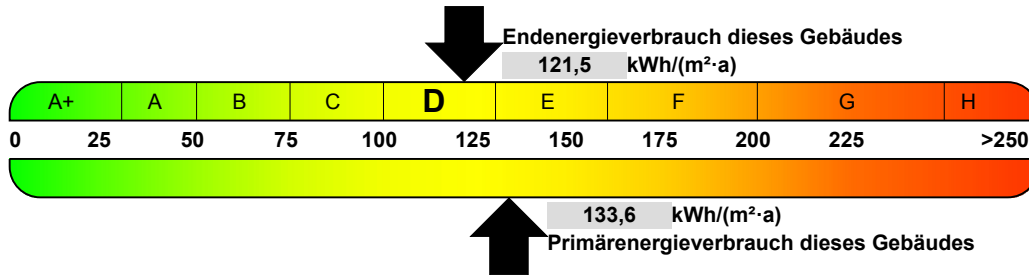 Endenergieverbrauch dieses Gebäudes
121,5 kWh/(m²·a)
A+ A B C D E F G H
0 25 50 75 100 125 150 175 200 225 >250
133,6 kWh/(m²·a)
Primärenergieverbrauch dieses Gebäudes